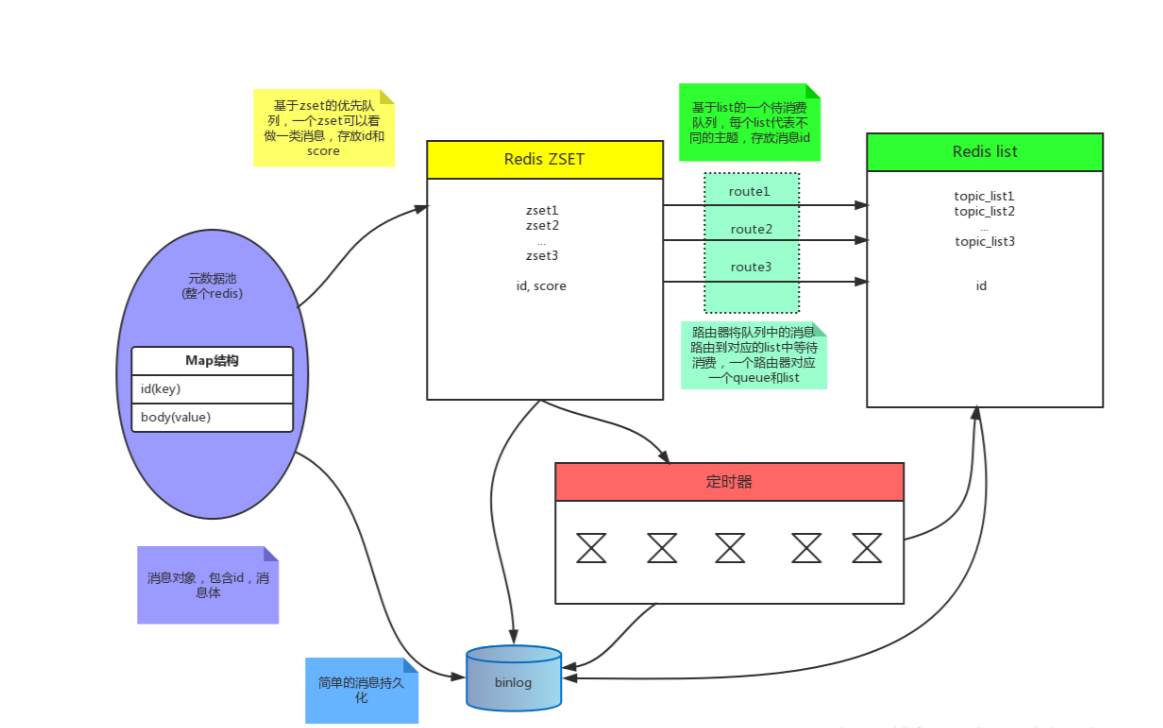 基于zset的优先队
列，一个zset可以看
做一类消息，存放id和
score
基于list的一个待消费
队列，每个list代表不
同的主题，存放消息id
Redis ZSET
zset1
zset2
...
zset3
id, score
route1
route2
route3
Redis list
topic_list1
topic_list2
...
topic_list3
id
元数据池
(整个redis)
Map结构
id(key)
body(value)
路由器将队列中的消息
路由到对应的list中等待
消费，一个路由器对应
一个queue和list
定时器
消息对象，包含id，消
息体
简单的消息持久
化
binlog